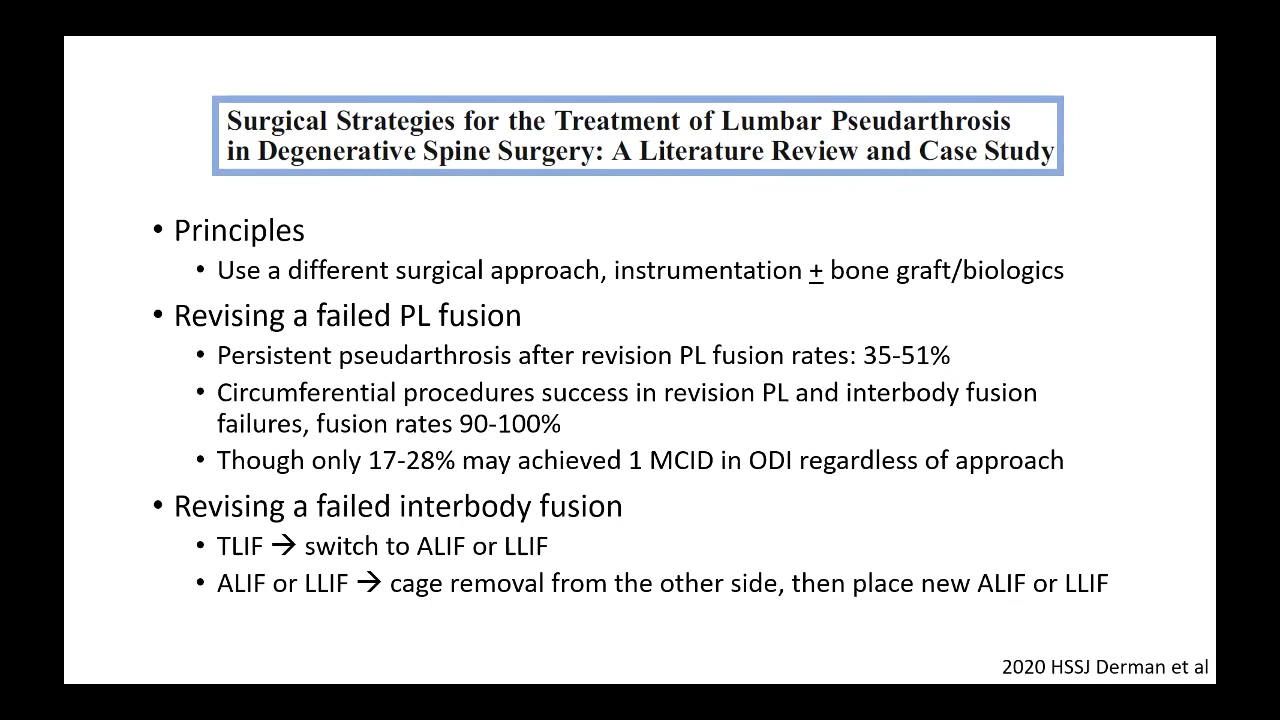 Surgical Strategies for the Treatment of Lumbar Pseudarthrosis
in Degenerative Spine Surgery: A Literature Review and Case Study
• Principles
• Use a different surgical approach, instrumentation ± bone graft/biologics
• Revising a failed PL fusion
• Persistent pseudarthrosis after revision PL fusion rates: 35-51%
• Circumferential procedures success in revision PL and interbody fusion
failures, fusion rates 90-100%
• Though only 17-28% may achieved 1 MCID in ODI regardless of approach
• Revising a failed interbody fusion
• TLIF → switch to ALIF or LLIF
• ALIF or LLIF → cage removal from the other side, then place new ALIF or LLIF
2020 HSSJ Derman et al